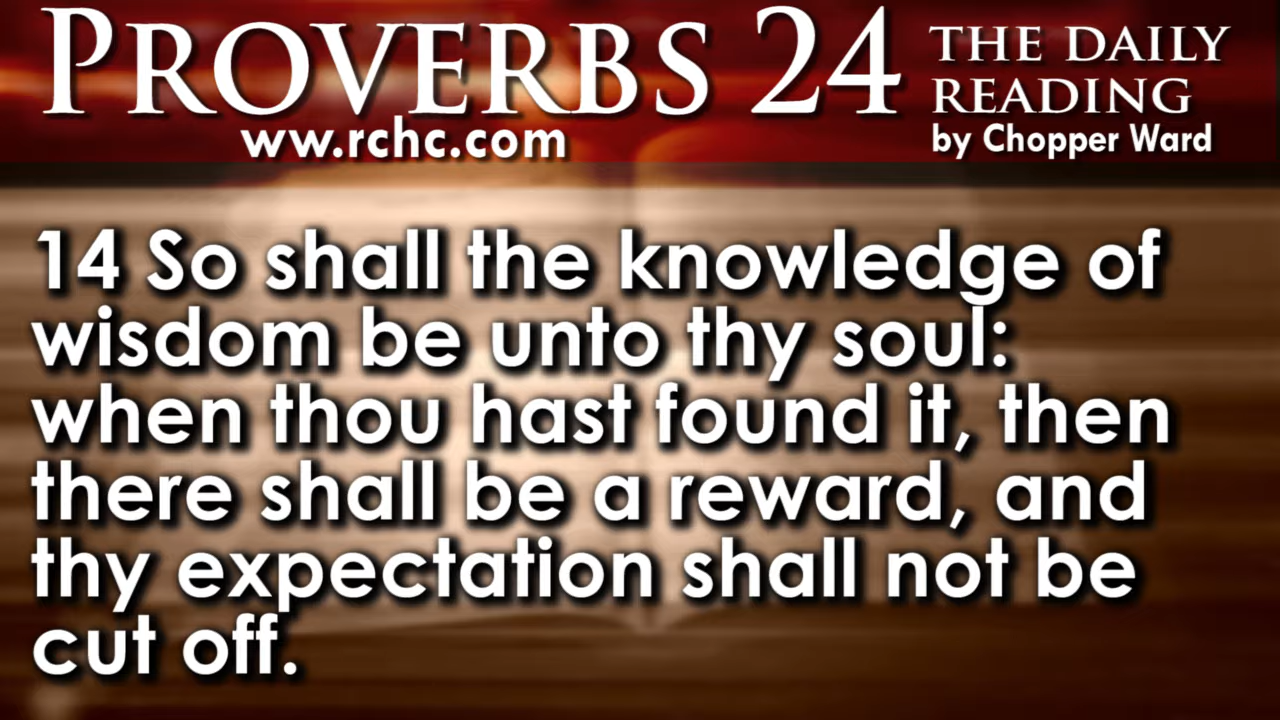 PROVERBS 24
THE DAILY
READING
ww.rchc.com
by Chopper Ward
14 So shall the knowledge of
wisdom be unto thy soul:
when thou hast found it, then
there shall be a reward, and
thy expectation shall not be
cut off.